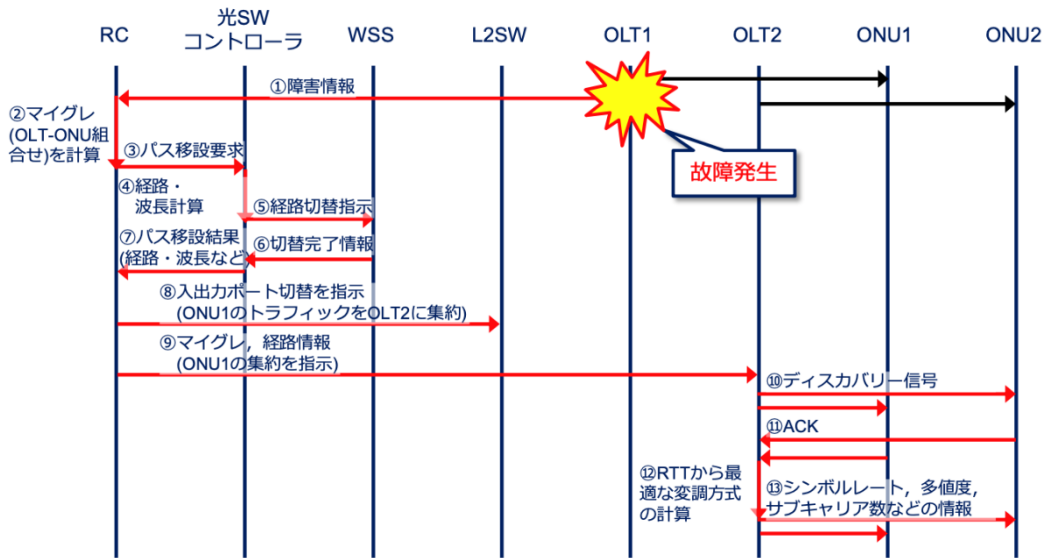 RC
光SW
コントローラ
WSS
L2SW
OLT1
OLT2
ONU1
ONU2
①障害情報
②マイグレ
(OLT-ONU組
合せ)を計算
③パス移設要求
故障発生
④経路・
波長計算
⑤経路切替指示
⑥切替完了情報
⑦パス移設結果
(経路・波長など)
⑧入出力ポート切替を指示
(ONU1のトラフィックをOLT2に集約)
⑨マイグレ，経路情報
(ONU1の集約を指示)
⑩ディスカバリー信号
⑪ACK
⑫RTTから最
適な変調方式
の計算
⑬シンボルレート，多値度，
サブキャリア数などの情報